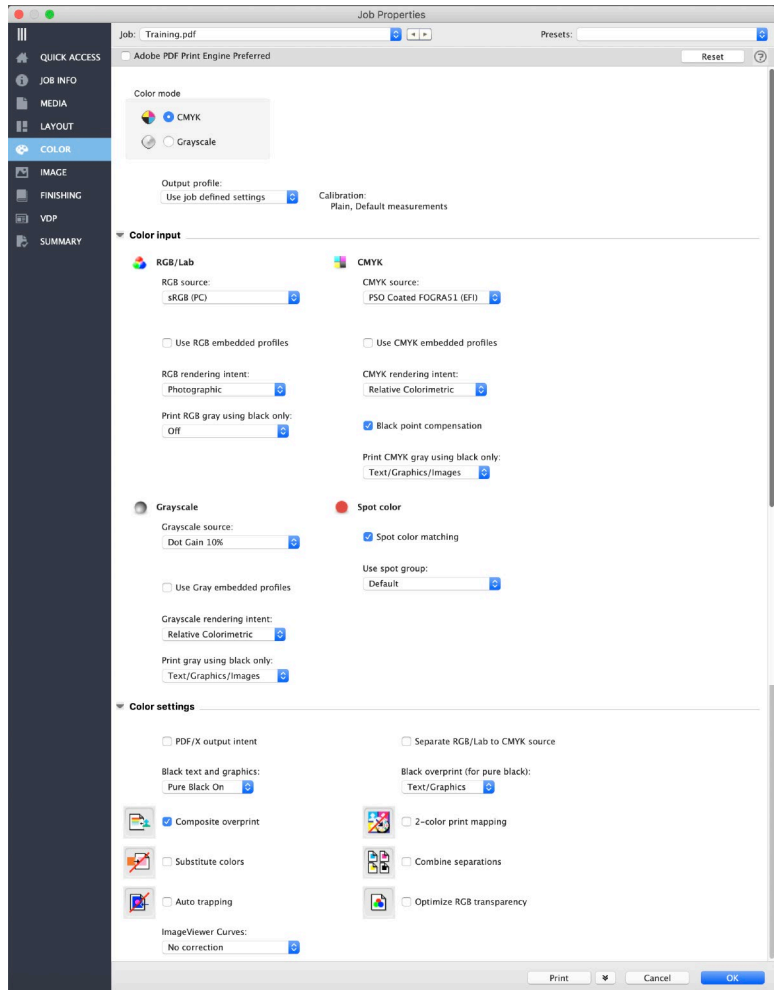 Job Properties
Job: Training.pdf Presets:
QUICK ACCESS
JOB INFO
MEDIA
LAYOUT
COLOR
IMAGE
FINISHING
VDP
SUMMARY
Adobe PDF Print Engine Preferred Reset ?
Color mode
CMYK
Grayscale
Output profile:
Use job defined settings
Calibration:
Plain, Default measurements
Color input
RGB/Lab
RGB source:
sRGB (PC)
Use RGB embedded profiles
RGB rendering intent:
Photographic
Print RGB gray using black only:
Off
CMYK
CMYK source:
PSO Coated FOGRA51 (EFI)
Use CMYK embedded profiles
CMYK rendering intent:
Relative Colorimetric
Black point compensation
Print CMYK gray using black only:
Text/Graphics/Images
Grayscale
Grayscale source:
Dot Gain 10%
Use Gray embedded profiles
Grayscale rendering intent:
Relative Colorimetric
Print gray using black only:
Text/Graphics/Images
Spot color
Spot color matching
Use spot group:
Default
Color settings
PDF/X output intent
Separate RGB/Lab to CMYK source
Black text and graphics:
Pure Black On
Black overprint (for pure black):
Text/Graphics
Composite overprint
2-color print mapping
Substitute colors
Combine separations
Auto trapping
Optimize RGB transparency
ImageViewer Curves:
No correction
Print Cancel OK